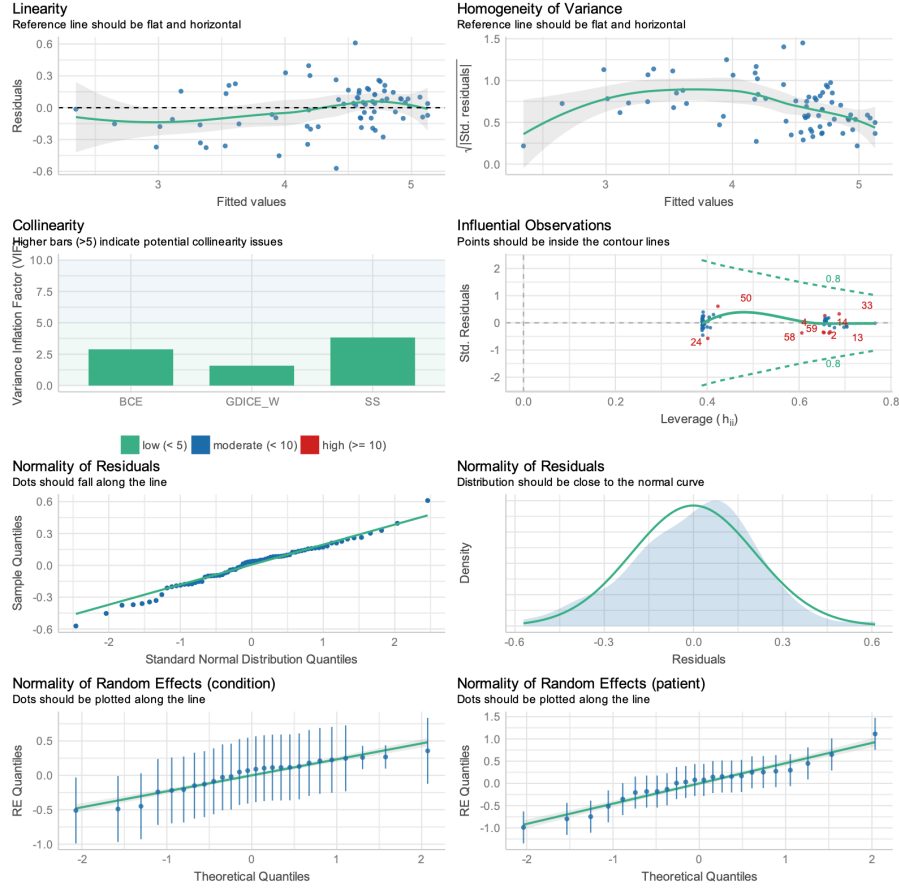 Linearity
Reference line should be flat and horizontal
Residuals
0.6
0.3
0.0
-0.3
-0.6
3
4
5
Fitted values
Homogeneity of Variance
Reference line should be flat and horizontal
√|Std. residuals|
1.5
1.0
0.5
0.0
3
4
5
Fitted values
Collinearity
Higher bars (>5) indicate potential collinearity issues
Variance Inflation Factor (VIF)
10.0
7.5
5.0
2.5
0.0
BCE
GDICE_W
SS
low (< 5)
moderate (< 10)
high (>= 10)
Influential Observations
Points should be inside the contour lines
Std. Residuals
2
1
0
-1
-2
0.8
50
33
4
14
59
2
24
58
13
0.8
0.0
0.2
0.4
0.6
0.8
Leverage (hii)
Normality of Residuals
Dots should fall along the line
Sample Quantiles
0.6
0.3
0.0
-0.3
-0.6
-2
-1
0
1
2
Standard Normal Distribution Quantiles
Normality of Residuals
Distribution should be close to the normal curve
Density
-0.6
-0.3
0.0
0.3
0.6
Residuals
Normality of Random Effects (condition)
Dots should be plotted along the line
RE Quantiles
0.5
0.0
-0.5
-1.0
-2
-1
0
1
2
Theoretical Quantiles
Normality of Random Effects (patient)
Dots should be plotted along the line
RE Quantiles
1.5
1.0
0.5
0.0
-0.5
-1.0
-2
-1
0
1
2
Theoretical Quantiles